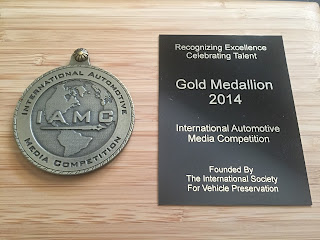 INTERNATIONAL AUTOMOTIVE
IAMC
MEDIA COMPETITION
Recognizing Excellence
Celebrating Talent
Gold Medallion
2014
International Automotive
Media Competition
Founded By
The International Society
For Vehicle Preservation